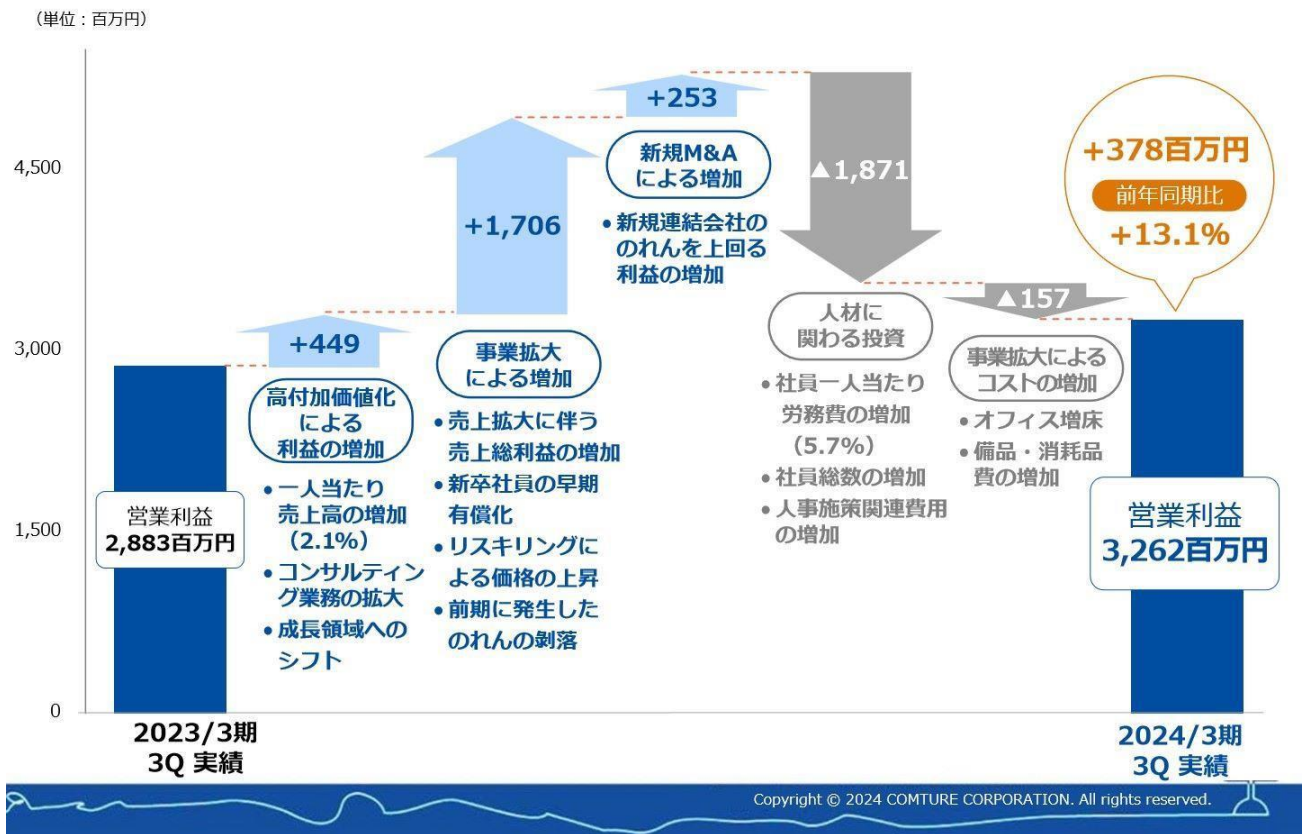 （単位：百万円）
4,500
3,000
1,500
0
営業利益
2,883百万円
2023/3期
3Q 実績
+449
高付加価値化
による
利益の増加
•一人当たり
売上高の増加
（2.1%）
•コンサルティン
グ業務の拡大
•成長領域への
シフト
+1,706
事業拡大
による増加
•売上拡大に伴う
売上総利益の増加
•新卒社員の早期
有償化
•リスキリングに
よる価格の上昇
•前期に発生した
のれんの剝落
+253
新規M&A
による増加
•新規連結会社の
のれんを上回る
利益の増加
▲1,871
人材に
関わる投資
•社員一人当たり
労務費の増加
（5.7%）
•社員総数の増加
•人事施策関連費用
の増加
▲157
事業拡大による
コストの増加
•オフィス増床
•備品・消耗品
費の増加
+378百万円
前年同期比
+13.1%
営業利益
3,262百万円
2024/3期
3Q 実績
Copyright © 2024 COMTURE CORPORATION. All rights reserved.